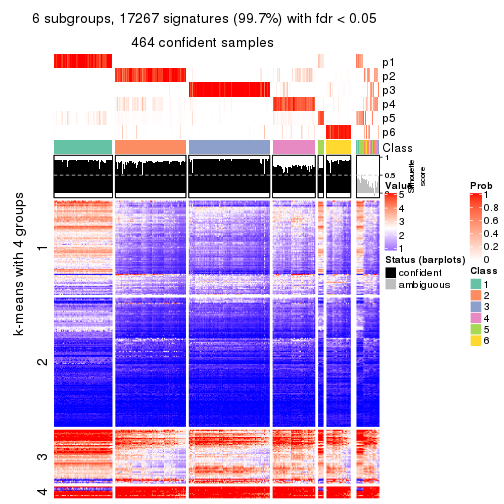 6 subgroups, 17267 signatures (99.7%) with fdr < 0.05
464 confident samples
p1
p2
p3
p4
p5
p6
Class
1
0.5
0
Silhouette
score
k-means with 4 groups
1
2
3
4
Value
5
4
3
2
1
Status (barplots)
confident
ambiguous
Prob
1
0.8
0.6
0.4
0.2
0
Class
1
2
3
4
5
6